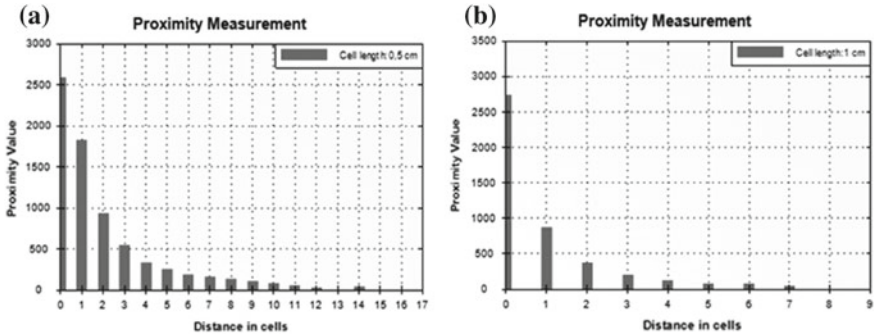 (a)
Proximity Measurement
3000
2500
2000
1500
1000
500
0
Proximity Value
Cell length: 0,5 cm
0 1 2 3 4 5 6 7 8 9 10 11 12 13 14 15 16 17
Distance in cells
(b)
Proximity Measurement
3500
3000
2500
2000
1500
1000
500
0
Proximity Value
Cell length: 1 cm
0 1 2 3 4 5 6 7 8 9
Distance in cells